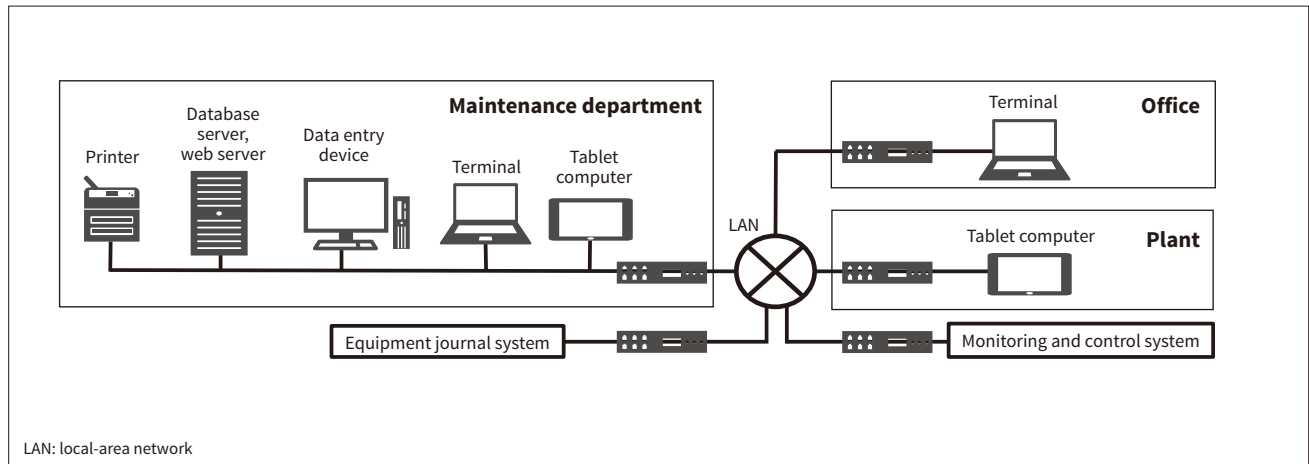 Maintenance department
Printer
Database
server,
web server
Data entry
device
Terminal
Tablet
computer
LAN
Terminal
Office
Tablet computer
Plant
Equipment journal system
Monitoring and control system
LAN: local-area network